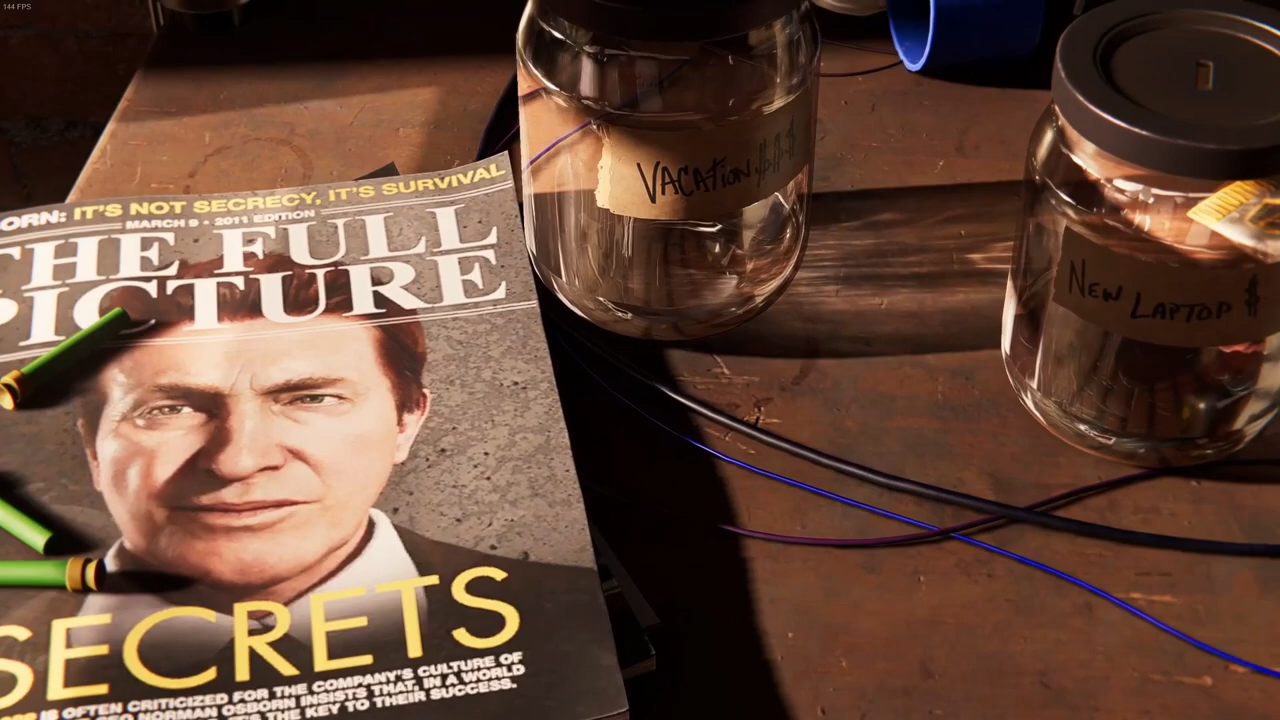 144 FPS
ORN: IT'S NOT SECRECY, IT'S SURVIVAL
MARCH 9 • 2011 EDITION
THE FULL
PICTURE
SECRETS
IS OFTEN CRITICIZED FOR THE COMPANY'S CULTURE OF
CEO NORMAN OSBORN INSISTS THAT, IN A WORLD
IT'S THE KEY TO THEIR SUCCESS.
VACATION $$$
NEW LAPTOP $